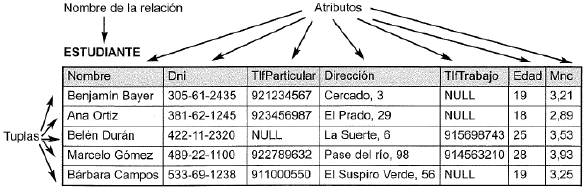 Nombre de la relación Atributos
ESTUDIANTE
Nombre Dni TlfParticular Dirección TlfTrabajo Edad Mnc
Benjamín Bayer 305-61-2435 921234567 Cercado, 3 NULL 19 3,21
Ana Ortiz 381-62-1245 923456987 El Prado, 29 NULL 18 2,89
Tuplas Belén Durán 422-11-2320 NULL La Suerte, 6 915698743 25 3,53
Marcelo Gómez 489-22-1100 922789632 Pase del río, 98 914563210 28 3,93
Bárbara Campos 533-69-1238 911000550 El Suspiro Verde, 56 NULL 19 3,25